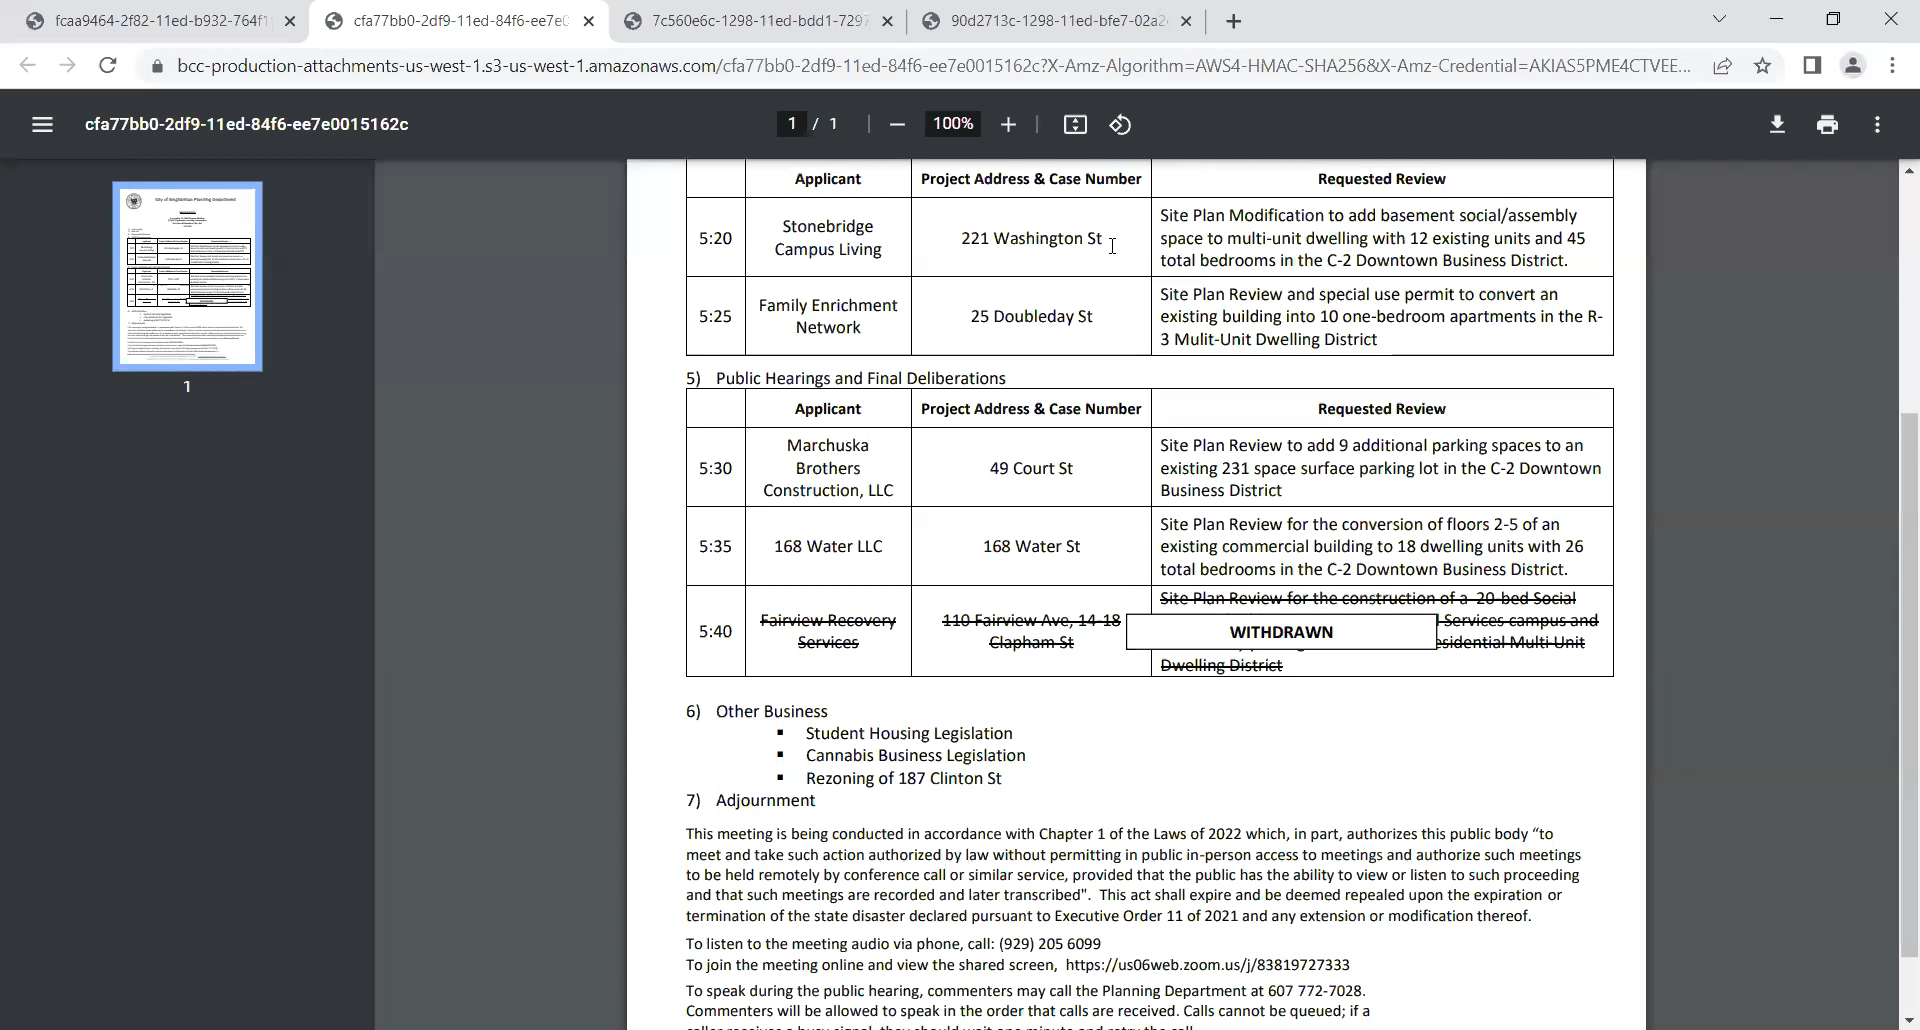 fcaa9464-2f82-11ed-b932-764f1
cfa77bb0-2df9-11ed-84f6-ee7e0
7c560e6c-1298-11ed-bdd1-7297
90d2713c-1298-11ed-bfe7-02a2
bcc-production-attachments-us-west-1.s3-us-west-1.amazonaws.com/cfa77bb0-2df9-11ed-84f6-ee7e0015162c?X-Amz-Algorithm=AWS4-HMAC-SHA256&X-Amz-Credential=AKIAS5PME4CTVEE...
cfa77bb0-2df9-11ed-84f6-ee7e0015162c
1 / 1
100%
City of Binghamton Planning Department
1
Applicant Project Address & Case Number Requested Review
5:20
Stonebridge
Campus Living
221 Washington St
Site Plan Modification to add basement social/assembly
space to multi-unit dwelling with 12 existing units and 45
total bedrooms in the C-2 Downtown Business District.
5:25
Family Enrichment
Network
25 Doubleday St
Site Plan Review and special use permit to convert an
existing building into 10 one-bedroom apartments in the R-
3 Mulit-Unit Dwelling District
5) Public Hearings and Final Deliberations
Applicant Project Address & Case Number Requested Review
5:30
Marchuska
Brothers
Construction, LLC
49 Court St
Site Plan Review to add 9 additional parking spaces to an
existing 231 space surface parking lot in the C-2 Downtown
Business District
5:35
168 Water LLC
168 Water St
Site Plan Review for the conversion of floors 2-5 of an
existing commercial building to 18 dwelling units with 26
total bedrooms in the C-2 Downtown Business District.
5:40
Fairview Recovery
Services
110 Fairview Ave, 14-18
Clapham St
Site Plan Review for the construction of a 20-bed Social
Services campus and
esidential Multi Unit
Dwelling District
WITHDRAWN
6) Other Business
▪ Student Housing Legislation
▪ Cannabis Business Legislation
▪ Rezoning of 187 Clinton St
7) Adjournment
This meeting is being conducted in accordance with Chapter 1 of the Laws of 2022 which, in part, authorizes this public body “to
meet and take such action authorized by law without permitting in public in-person access to meetings and authorize such meetings
to be held remotely by conference call or similar service, provided that the public has the ability to view or listen to such proceeding
and that such meetings are recorded and later transcribed". This act shall expire and be deemed repealed upon the expiration or
termination of the state disaster declared pursuant to Executive Order 11 of 2021 and any extension or modification thereof.
To listen to the meeting audio via phone, call: (929) 205 6099
To join the meeting online and view the shared screen, https://us06web.zoom.us/j/83819727333
To speak during the public hearing, commenters may call the Planning Department at 607 772-7028.
Commenters will be allowed to speak in the order that calls are received. Calls cannot be queued; if a
caller receives a busy signal, they should wait one minute and retry the call